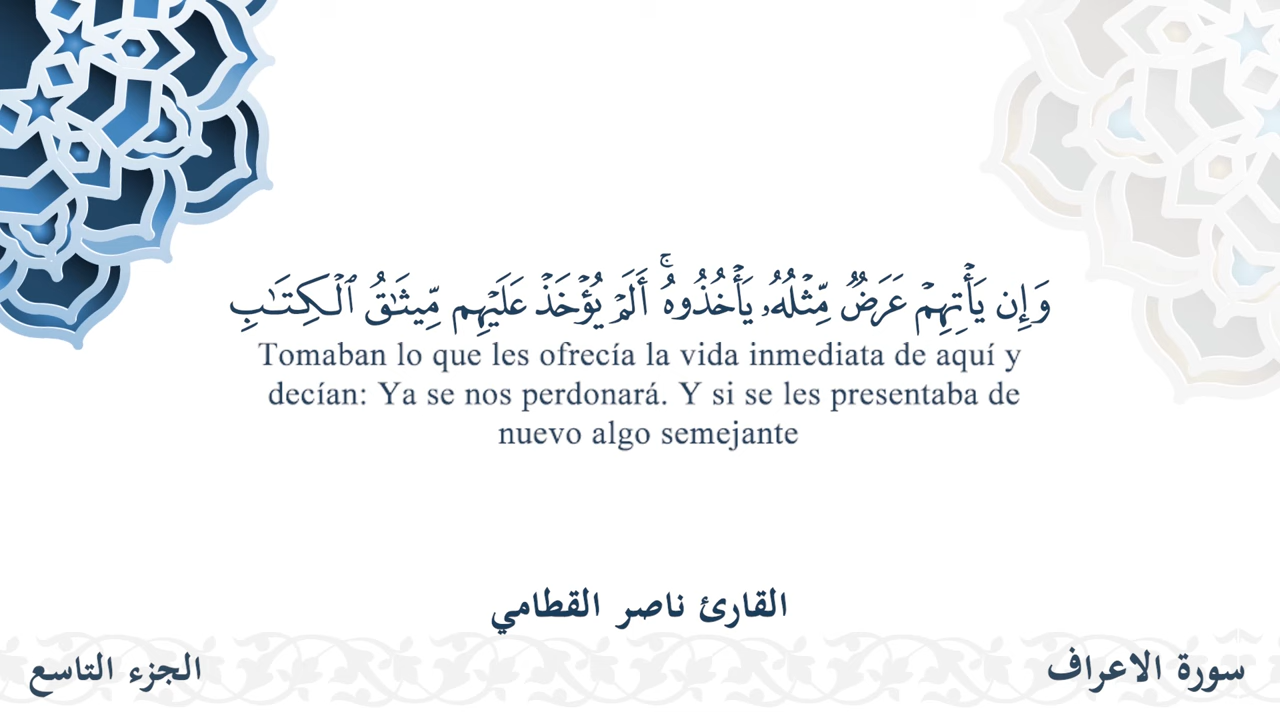 وَإِن يَأْتِهِمْ عَرَضٌ مِّثْلُهُۥ يَأْخُذُوهُ ۚ أَلَمْ يُؤْخَذْ عَلَيْهِم مِّيثَـٰقُ ٱلْكِتَـٰبِ
Tomaban lo que les ofrecía la vida inmediata de aquí y
decían: Ya se nos perdonará. Y si se les presentaba de
nuevo algo semejante
القارئ ناصر القطامي
سورة الاعراف
الجزء التاسع